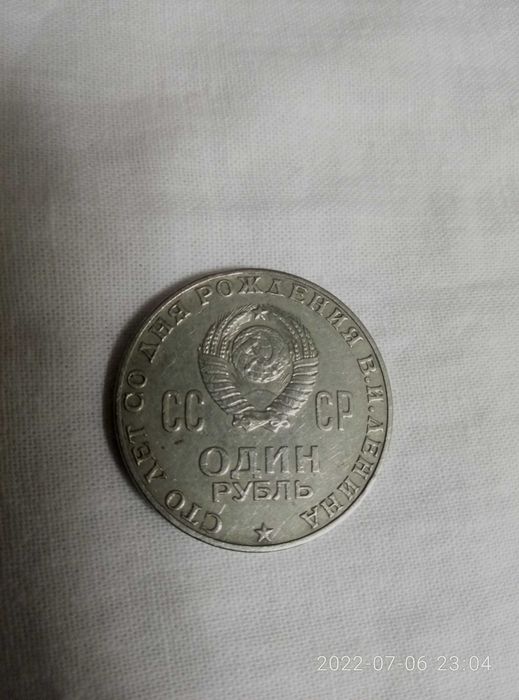 СТО ЛЕТ СО ДНЯ РОЖДЕНИЯ В.И.ЛЕНИНА
СС СР
ОДИН
РУБЛЬ
2022-07-06 23:04